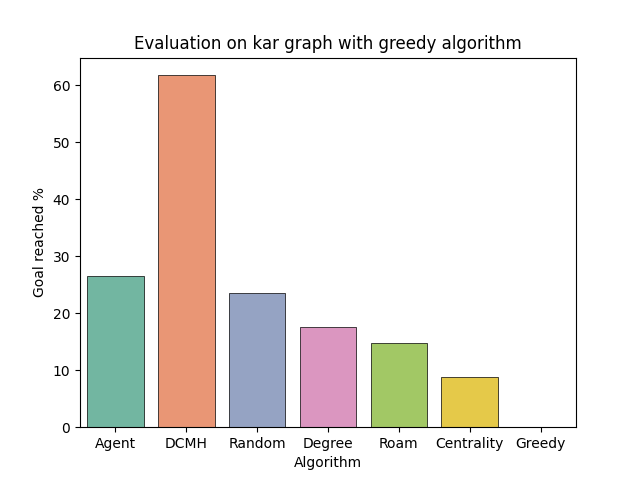 Evaluation on kar graph with greedy algorithm
Goal reached %
60
50
40
30
20
10
0
Agent DCMH Random Degree Roam Centrality Greedy
Algorithm